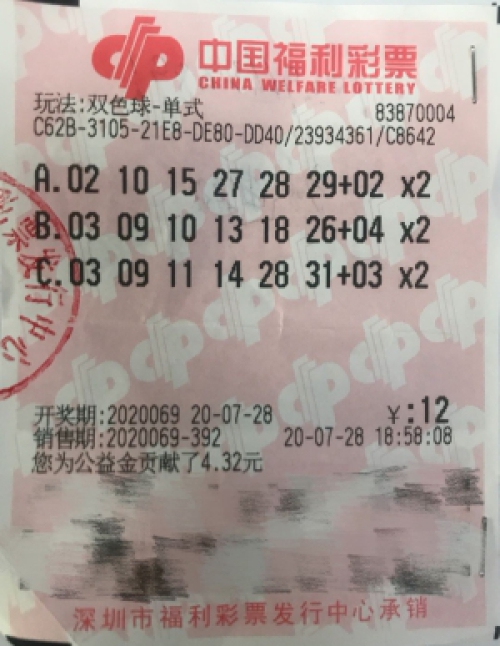 中国福利彩票
CHINA WELFARE LOTTERY
玩法:双色球-单式 83870004
C62B-3105-21E8-DE80-DD40/23934361/C8642
A.02 10 15 27 28 29+02 x2
B.03 09 10 13 18 26+04 x2
C.03 09 11 14 28 31+03 x2
发行中心
开奖期:2020069 20-07-28 ¥:12
销售期:2020069-392 20-07-28 18:58:08
您为公益金贡献了4.32元
深圳市福利彩票发行中心承销